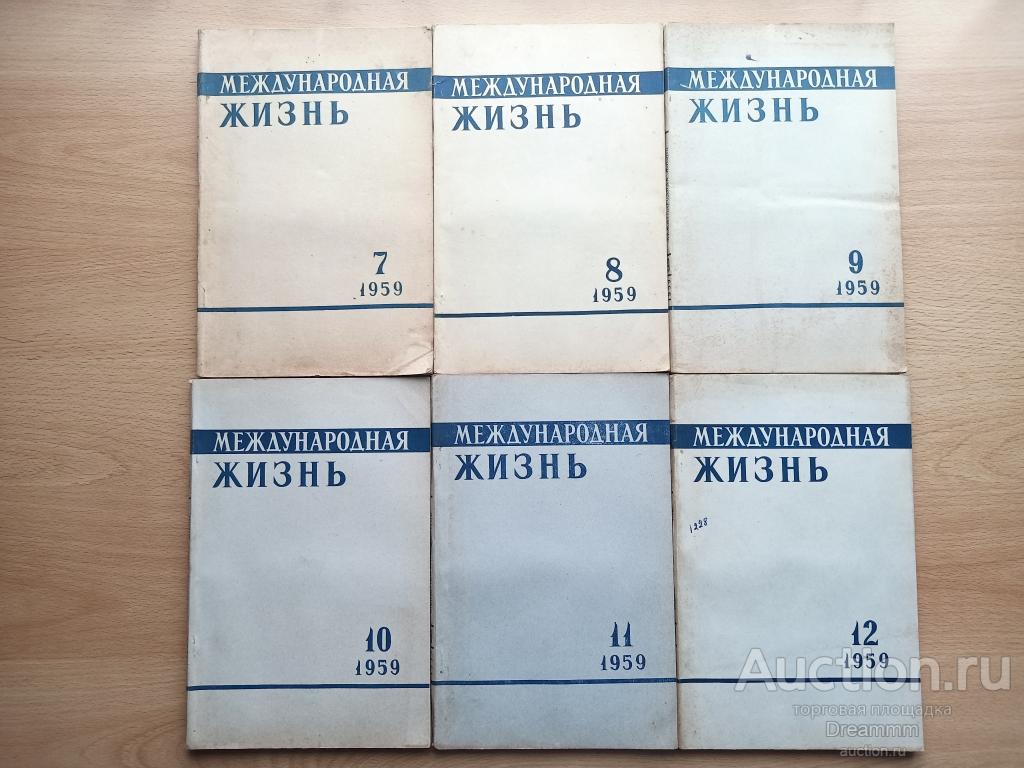 МЕЖДУНАРОДНАЯ
ЖИЗНЬ
7
1959
МЕЖДУНАРОДНАЯ
ЖИЗНЬ
8
1959
МЕЖДУНАРОДНАЯ
ЖИЗНЬ
9
1959
МЕЖДУНАРОДНАЯ
ЖИЗНЬ
10
1959
МЕЖДУНАРОДНАЯ
ЖИЗНЬ
11
1959
МЕЖДУНАРОДНАЯ
ЖИЗНЬ
1228
12
1959
Auction.ru
торговая площадка
Dreammm
auction.ru